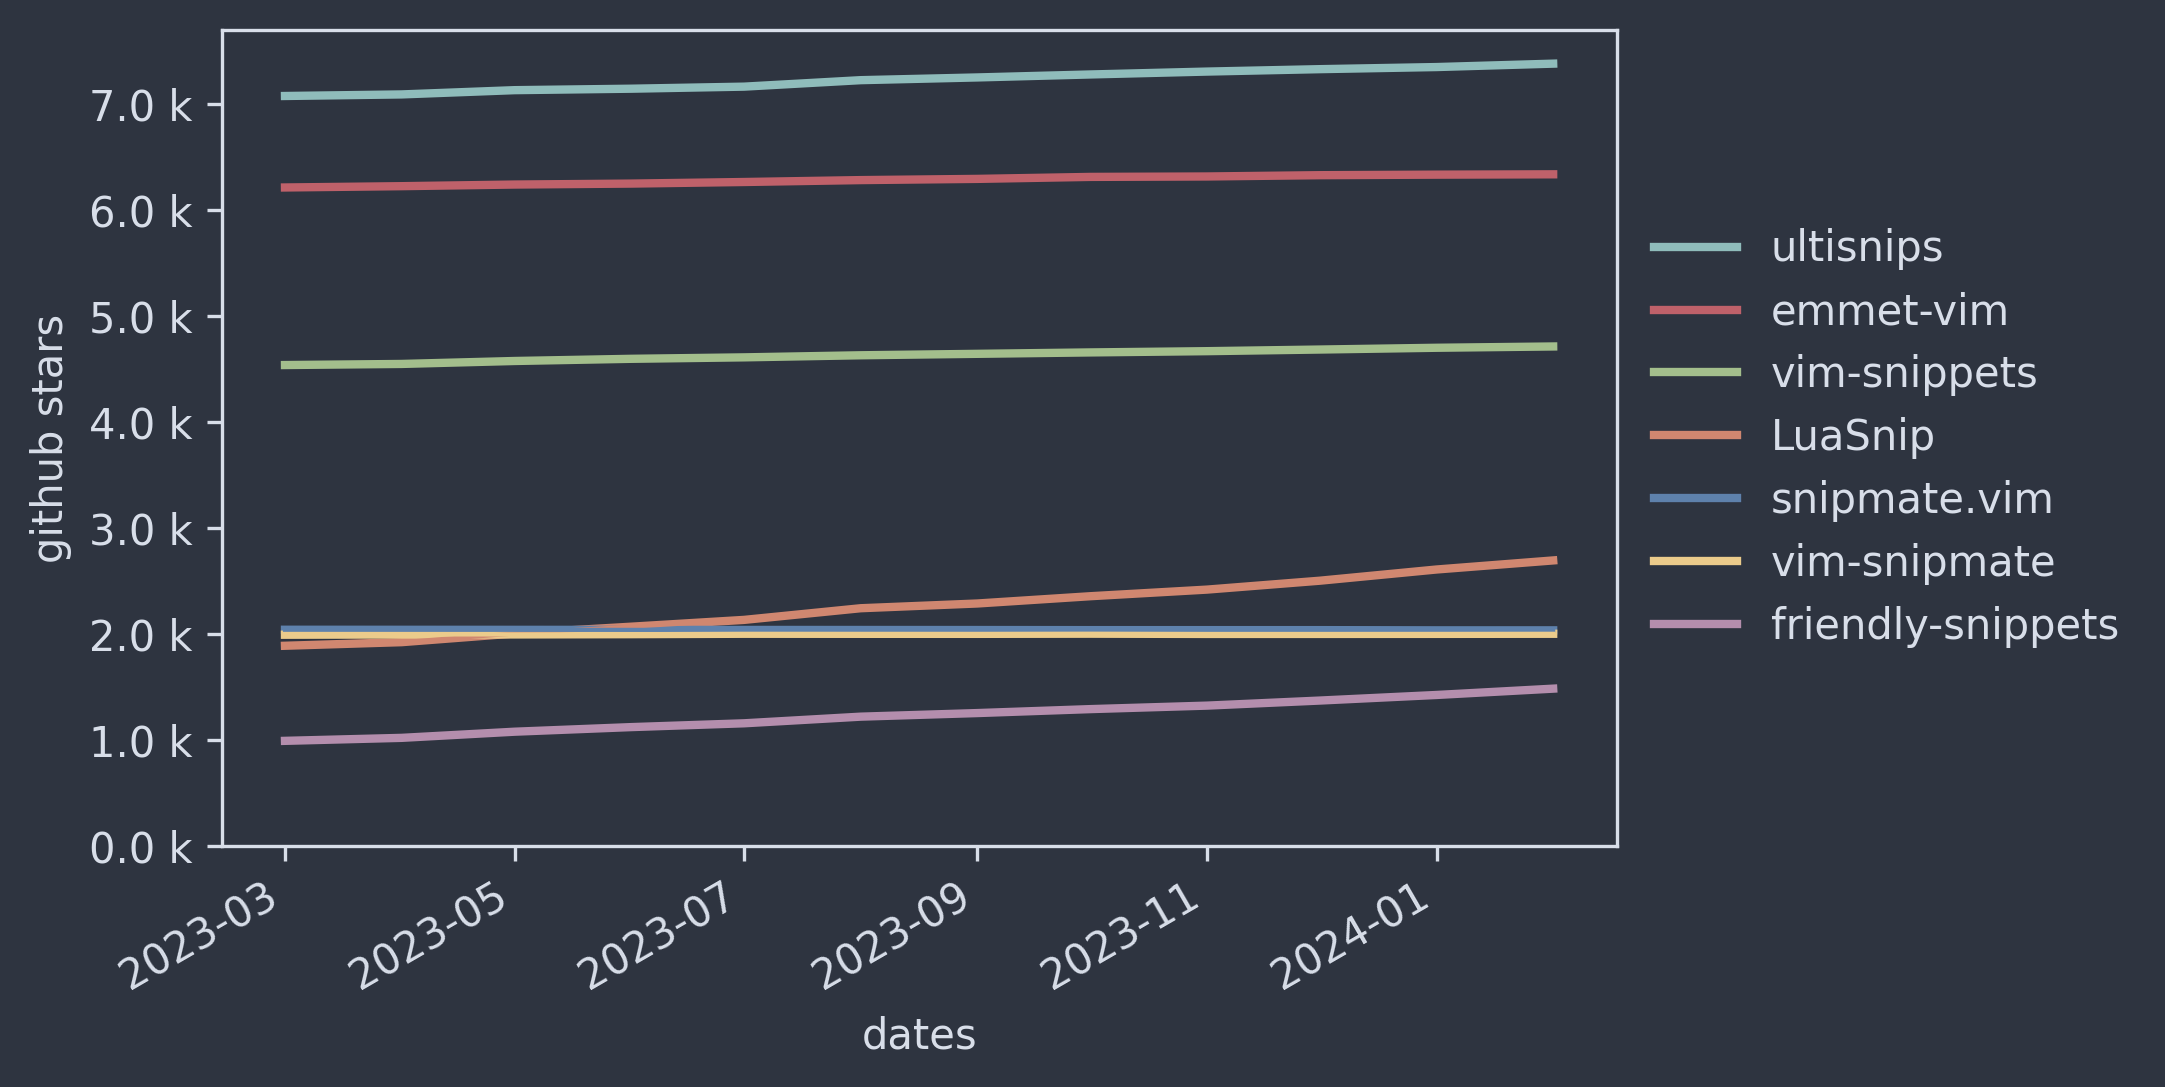 7.0 k
6.0 k
5.0 k
4.0 k
3.0 k
2.0 k
1.0 k
0.0 k
github stars
2023-03
2023-05
2023-07
2023-09
2023-11
2024-01
dates
ultisnips
emmet-vim
vim-snippets
LuaSnip
snipmate.vim
vim-snipmate
friendly-snippets